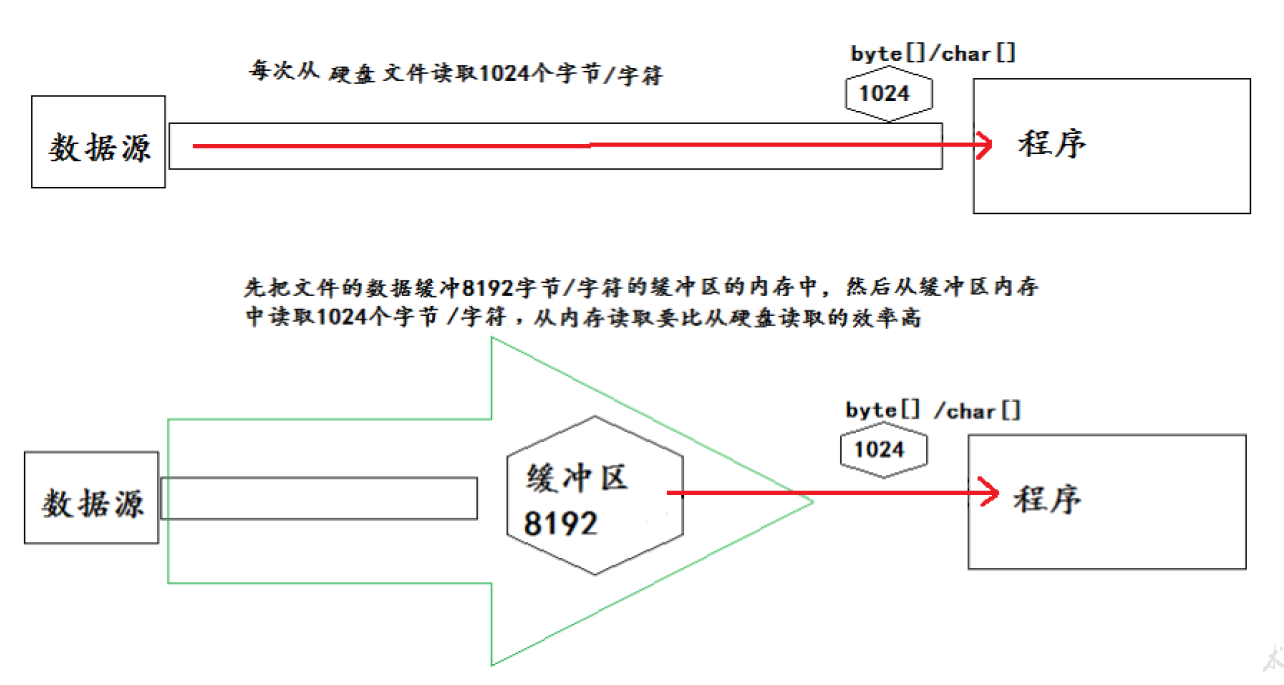 byte[]/char[]
每次从 硬盘 文件读取1024个字节/字符
1024
数据源
程序
先把文件的数据缓冲8192字节/字符的缓冲区的内存中，然后从缓冲区内存
中读取1024个字节 /字符，从内存读取要比从硬盘读取的效率高
byte[] /char[]
1024
缓冲区
8192
数据源
程序
术